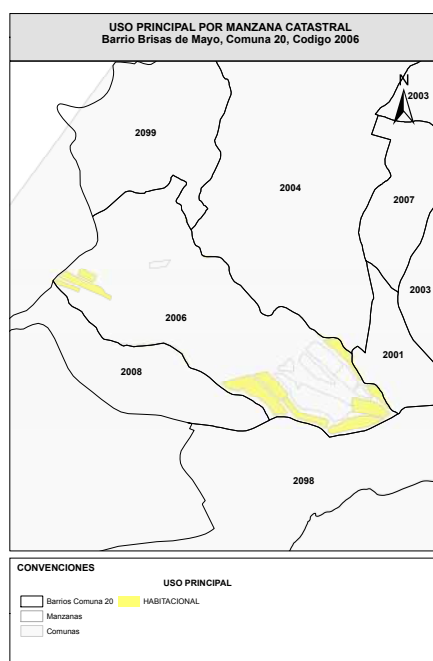 USO PRINCIPAL POR MANZANA CATASTRAL
Barrio Brisas de Mayo, Comuna 20, Codigo 2006
N
2003
2099
2004
2007
2003
2006
2001
2008
2098
CONVENCIONES
USO PRINCIPAL
Barrios Comuna 20
HABITACIONAL
Manzanas
Comunas